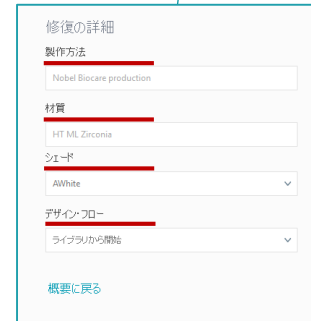 修復の詳細
製作方法
Nobel Biocare production
材質
HT ML Zirconia
シェード
AWhite
デザイン・フロー
ライブラリから開始
概要に戻る